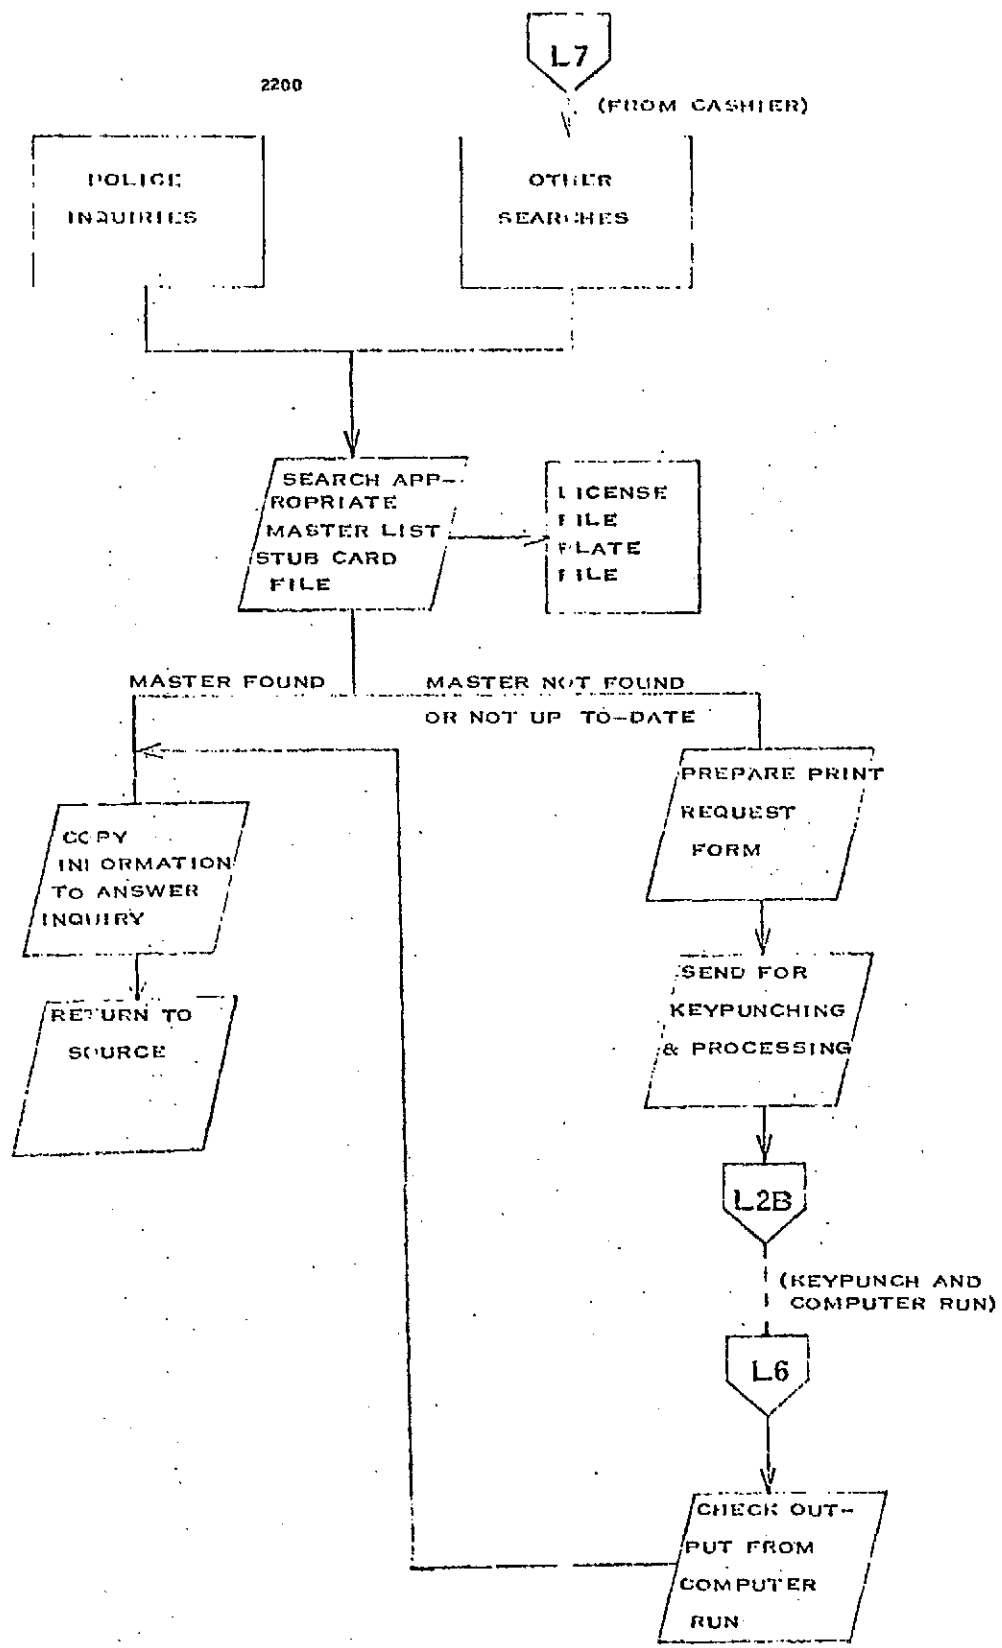 2200
L7
(FROM CASHIER)
POLICE
INQUIRIES
OTHER
SEARCHES
SEARCH APP-
ROPRIATE
MASTER LIST
STUB CARD
FILE
LICENSE
FILE
PLATE
FILE
MASTER FOUND
MASTER NOT FOUND
OR NOT UP TO-DATE
PREPARE PRINT
REQUEST
FORM
COPY
INFORMATION
TO ANSWER
INQUIRY
SEND FOR
KEYPUNCHING
& PROCESSING
RETURN TO
SOURCE
L2B
(KEYPUNCH AND
COMPUTER RUN)
L6
CHECK OUT-
PUT FROM
COMPUTER
RUN